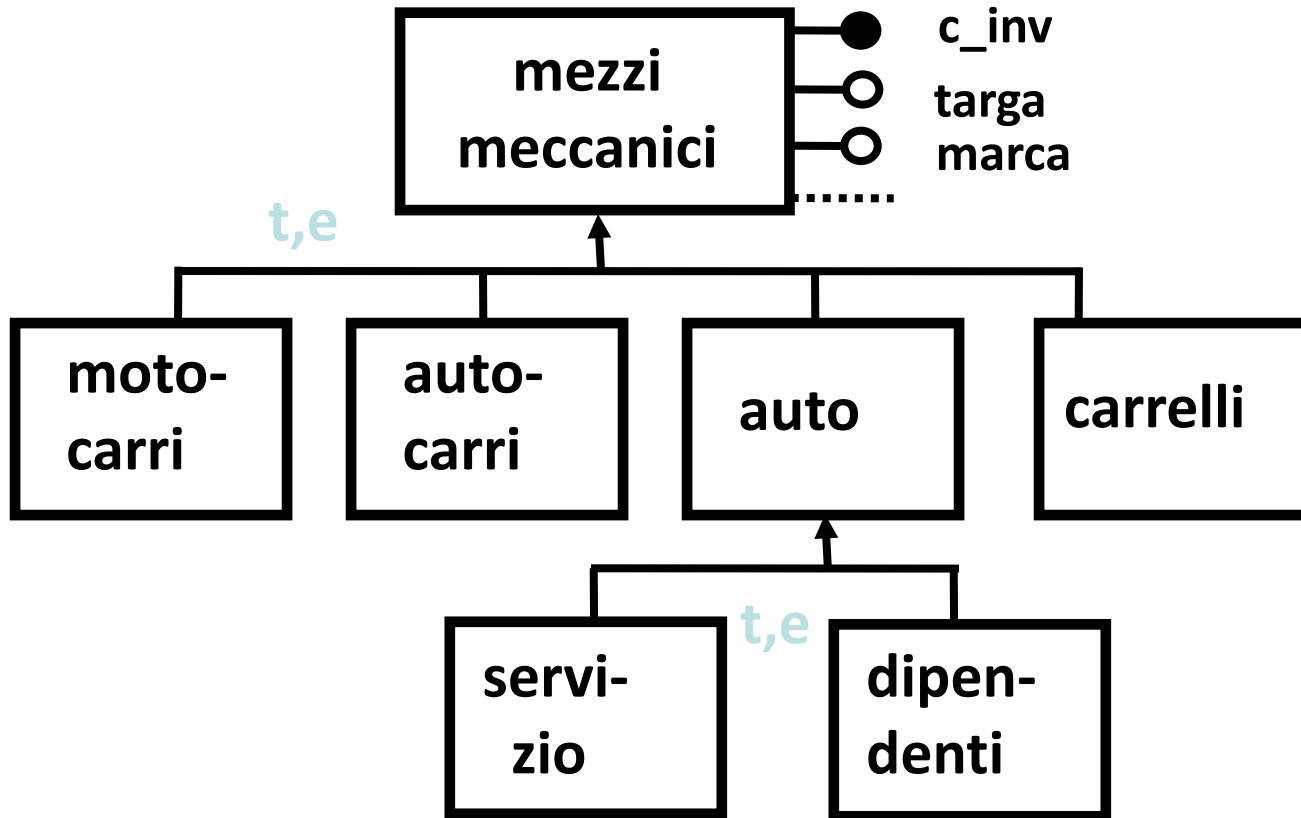 mezzi
meccanici
c_inv
targa
marca
t,e
moto-
carri
auto-
carri
auto
carrelli
t,e
servi-
zio
dipen-
denti